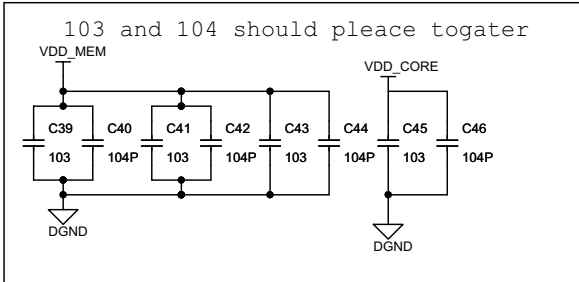 103 and 104 should pleace togater
VDD_MEM
VDD_CORE
C39
103
C40
104P
C41
103
C42
104P
C43
103
C44
104P
C45
103
C46
104P
DGND
DGND